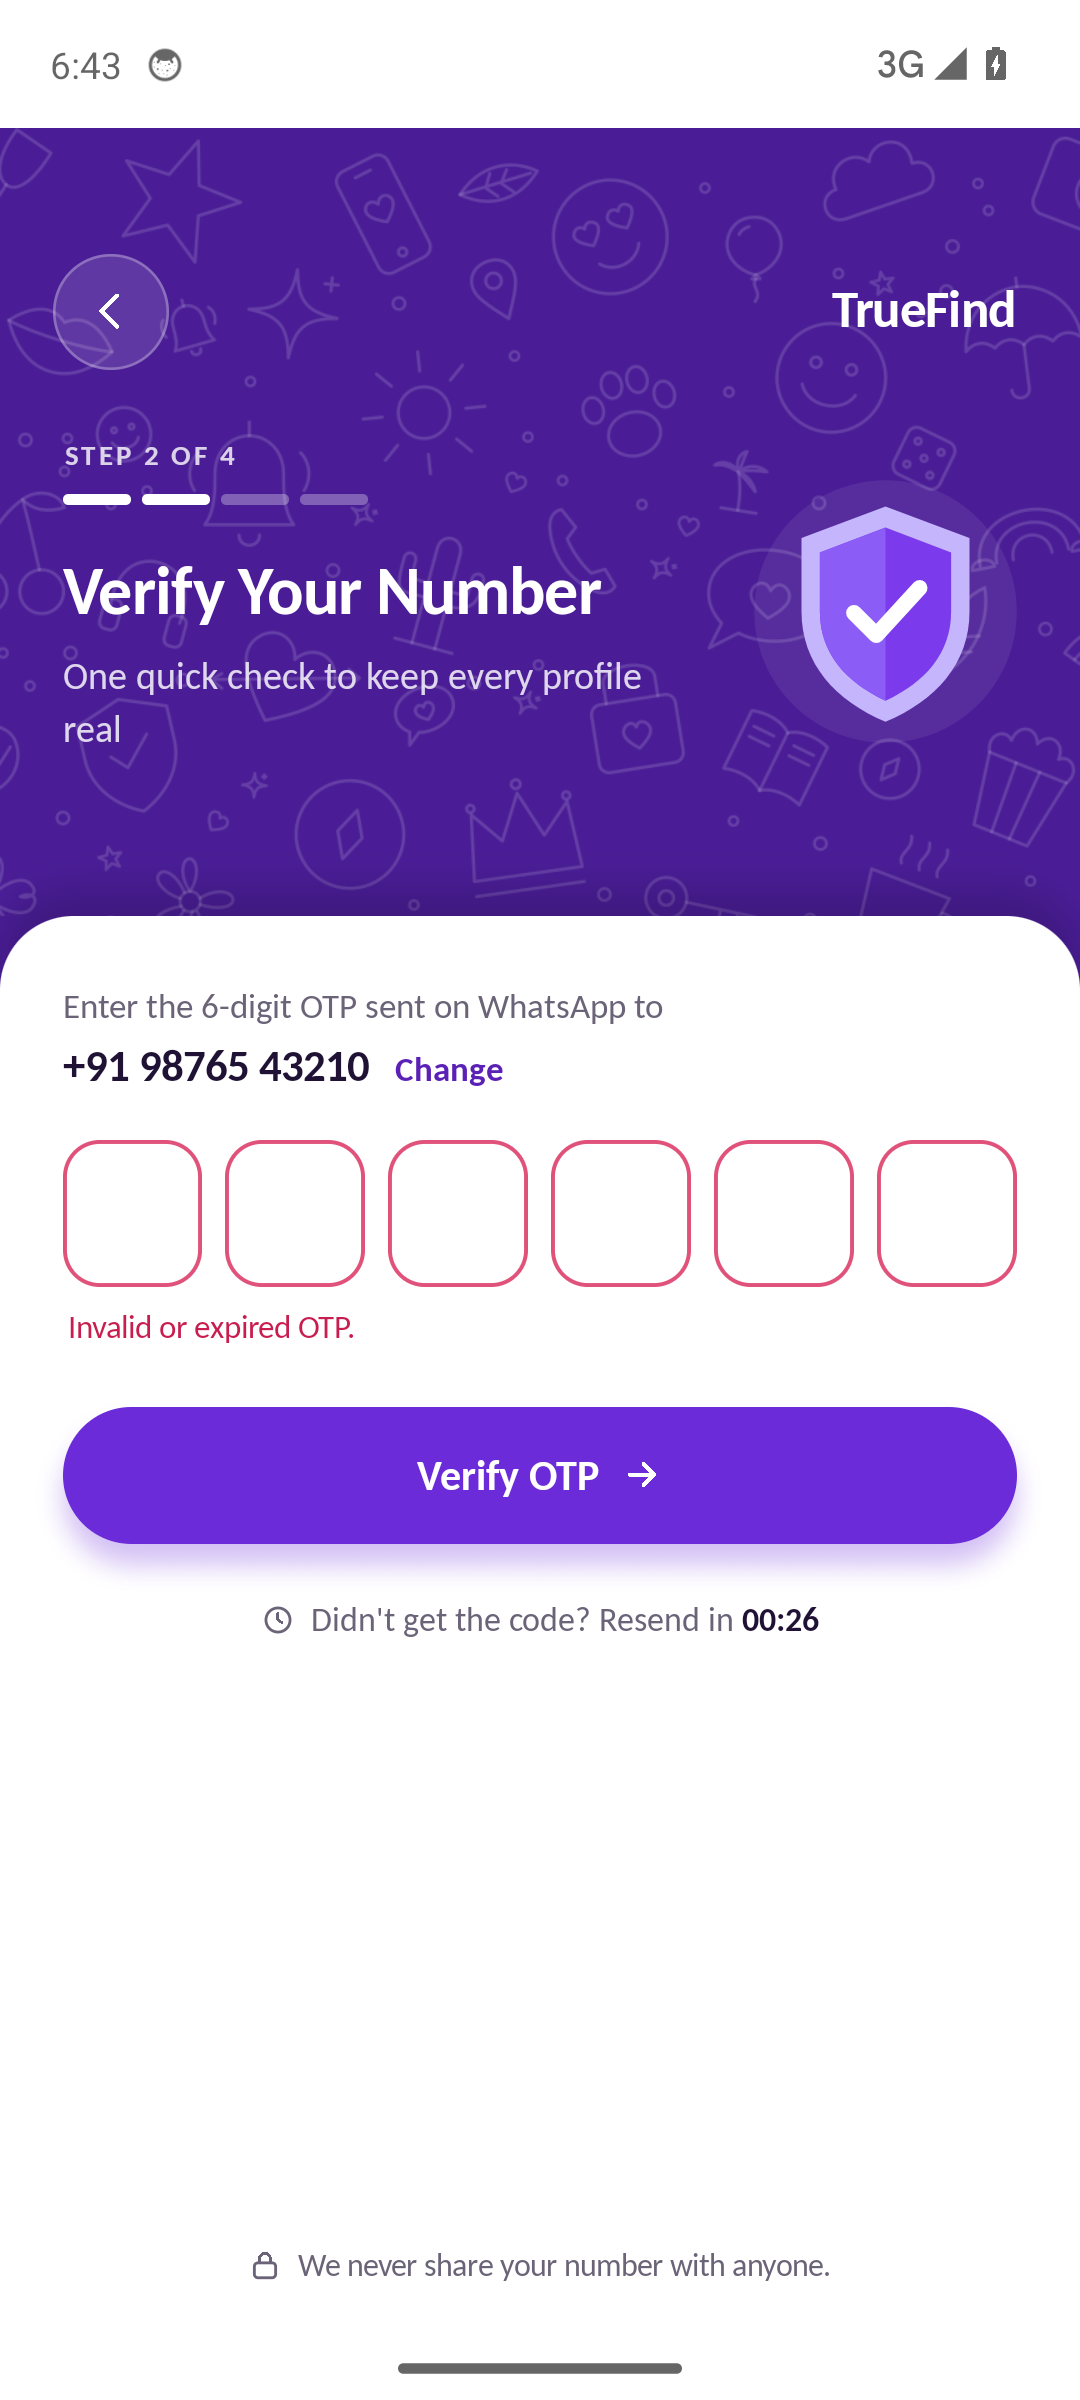 6:43
3G
TrueFind
STEP 2 OF 4
Verify Your Number
One quick check to keep every profile
real
Enter the 6-digit OTP sent on WhatsApp to
+91 98765 43210 Change
Invalid or expired OTP.
Verify OTP
Didn't get the code? Resend in 00:26
We never share your number with anyone.